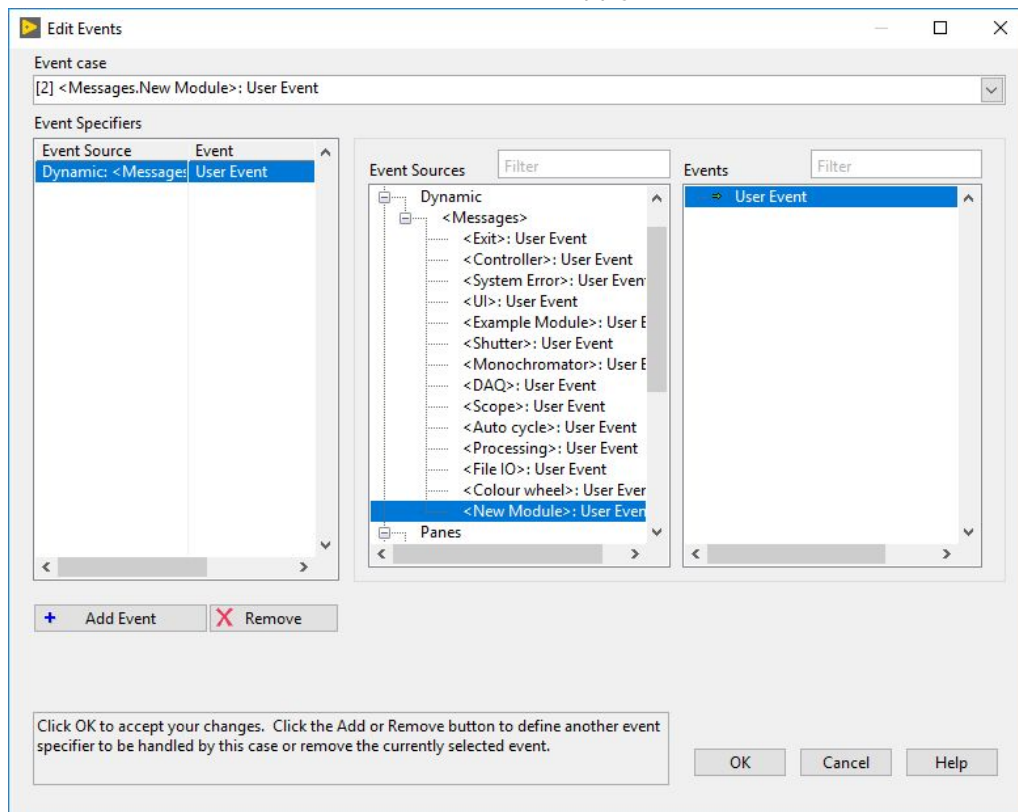 Edit Events
Event case
[2] <Messages.New Module>: User Event
Event Specifiers
Event Source Event
Dynamic: <Message: User Event
Event Sources Filter
Dynamic
<Messages>
<Exit>: User Event
<Controller>: User Event
<System Error>: User Even
<UI>: User Event
<Example Module>: User E
<Shutter>: User Event
<Monochromator>: User E
<DAQ>: User Event
<Scope>: User Event
<Auto cycle>: User Event
<Processing>: User Event
<File IO>: User Event
<Colour wheel>: User Ever
<New Module>: User Even
Panes
Events Filter
User Event
Add Event Remove
Click OK to accept your changes. Click the Add or Remove button to define another event
specifier to be handled by this case or remove the currently selected event.
OK Cancel Help